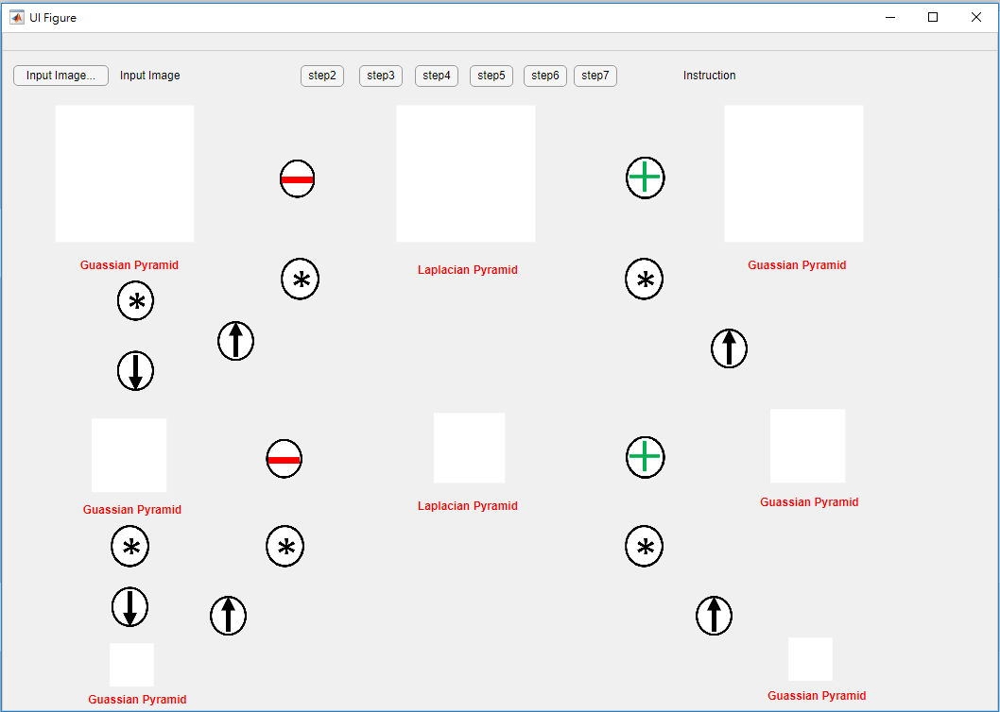 UI Figure
Input Image... Input Image step2 step3 step4 step5 step6 step7 Instruction
Guassian Pyramid Laplacian Pyramid Guassian Pyramid
Guassian Pyramid Laplacian Pyramid Guassian Pyramid
Guassian Pyramid Guassian Pyramid